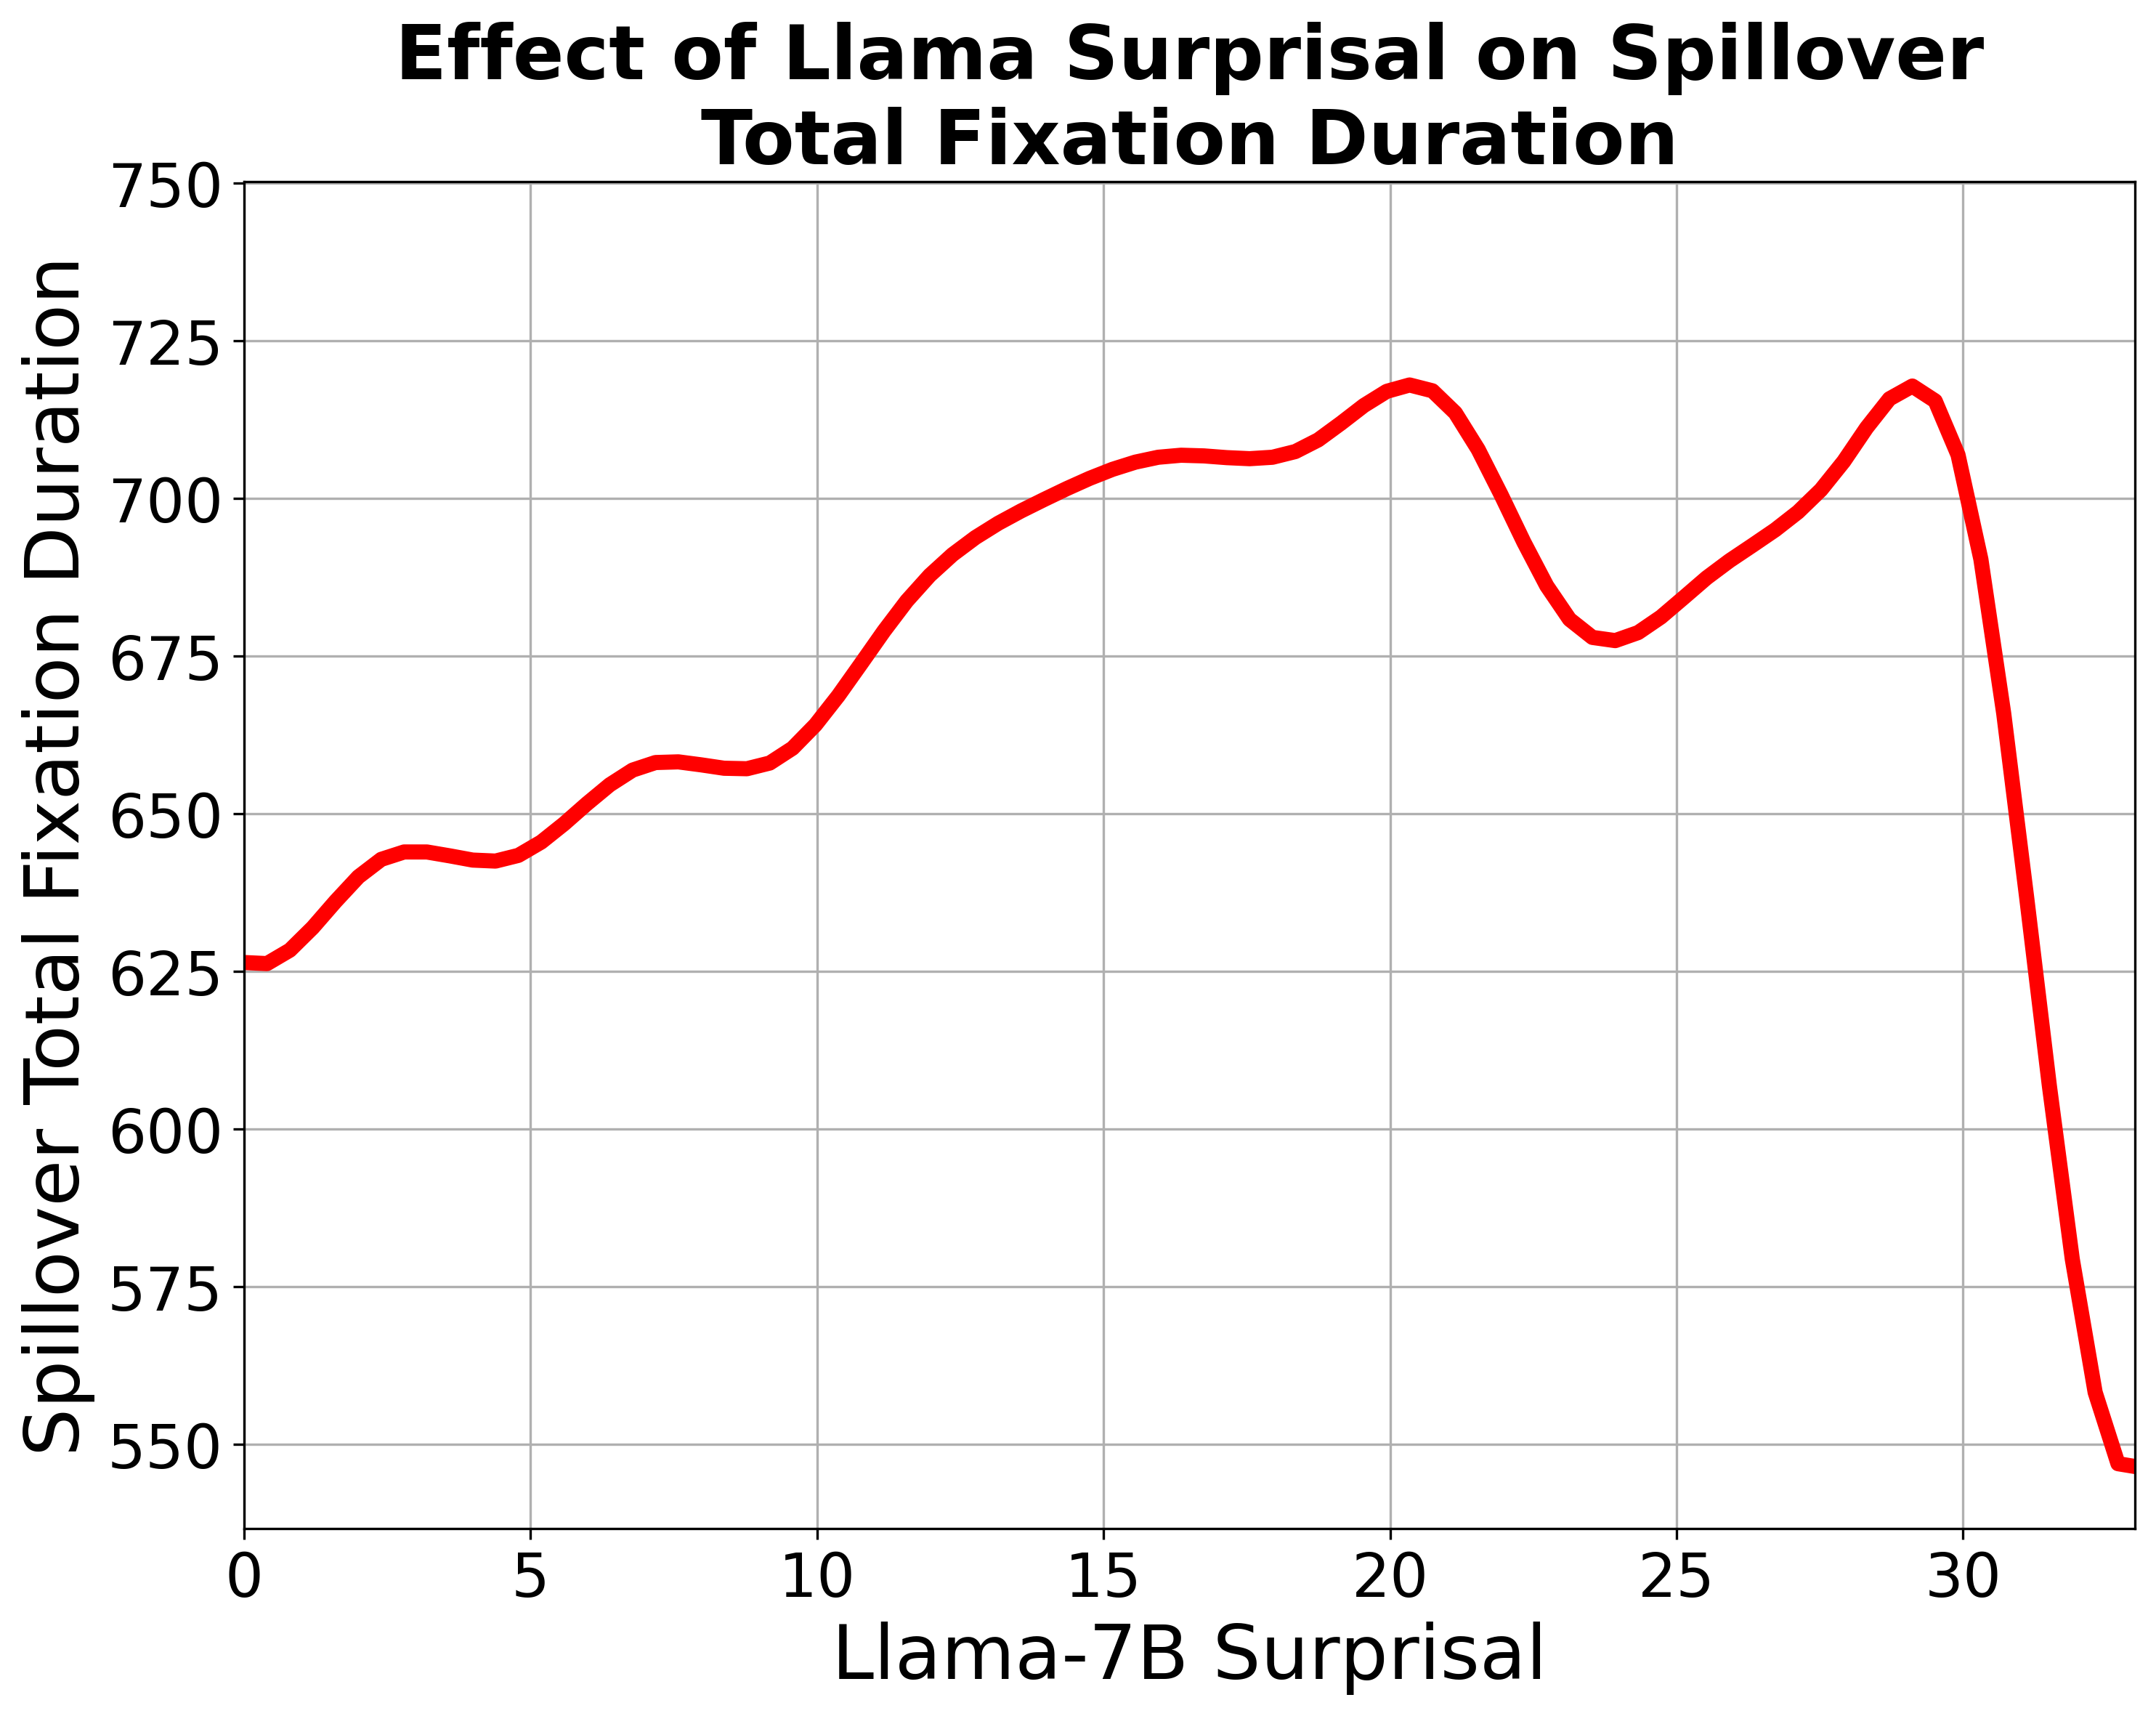 Effect of Llama Surprisal on Spillover
Total Fixation Duration
Spillover Total Fixation Duration
750
725
700
675
650
625
600
575
550
0 5 10 15 20 25 30
Llama-7B Surprisal